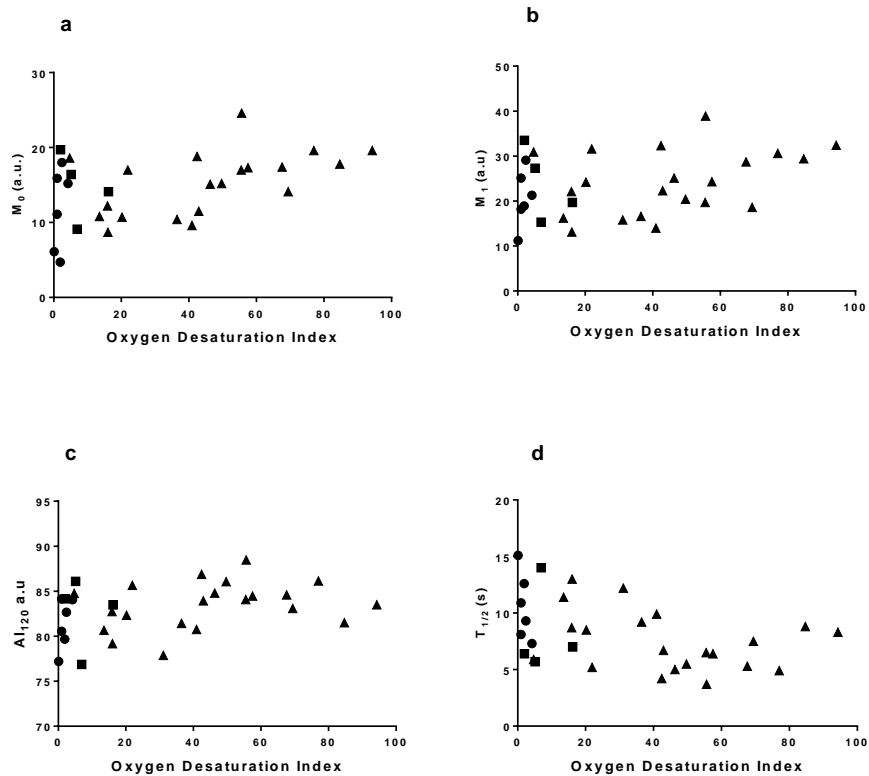 a
30
20
10
0
M0 (a.u.)
0 20 40 60 80 100
Oxygen Desaturation Index
b
50
40
30
20
10
0
M1 (a.u)
0 20 40 60 80 100
Oxygen Desaturation Index
c
95
90
85
80
75
70
AI120 a.u
0 20 40 60 80 100
Oxygen Desaturation Index
d
20
15
10
5
0
T1/2 (s)
0 20 40 60 80 100
Oxygen Desaturation Index